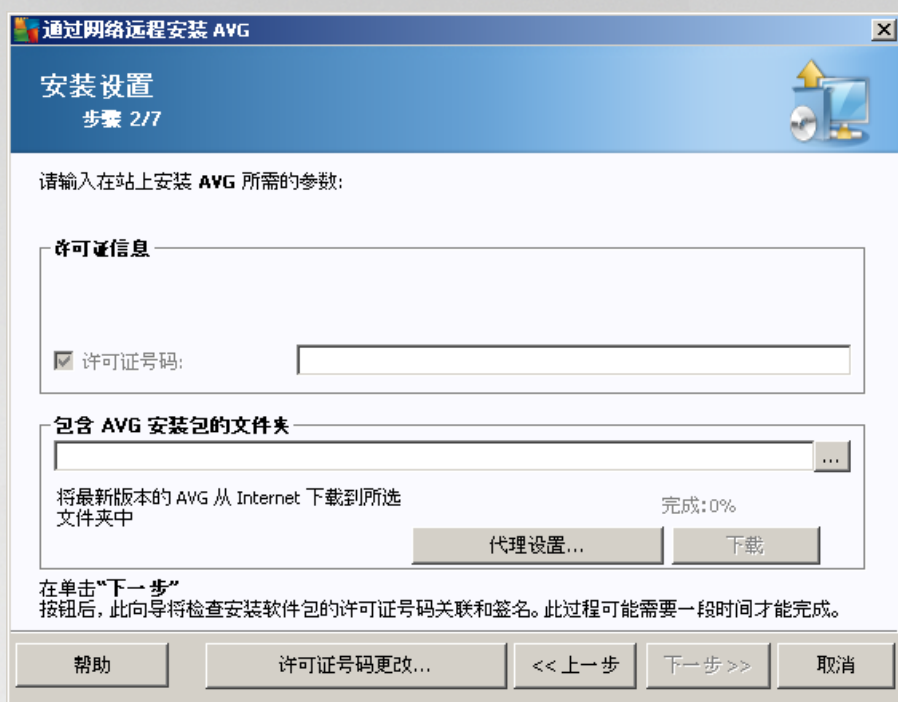 通过网络远程安装 AVG
安装设置
步骤 2/7
请输入在站上安装 AVG 所需的参数:
许可证信息
许可证号码:
包含 AVG 安装包的文件夹
...
将最新版本的 AVG 从 Internet 下载到所选
文件夹中
完成:0%
代理设置...
下载
在单击“下一步”
按钮后，此向导将检查安装软件包的许可证号码关联和签名。此过程可能需要一段时间才能完成。
帮助
许可证号码更改...
<< 上一步
下一步 >>
取消